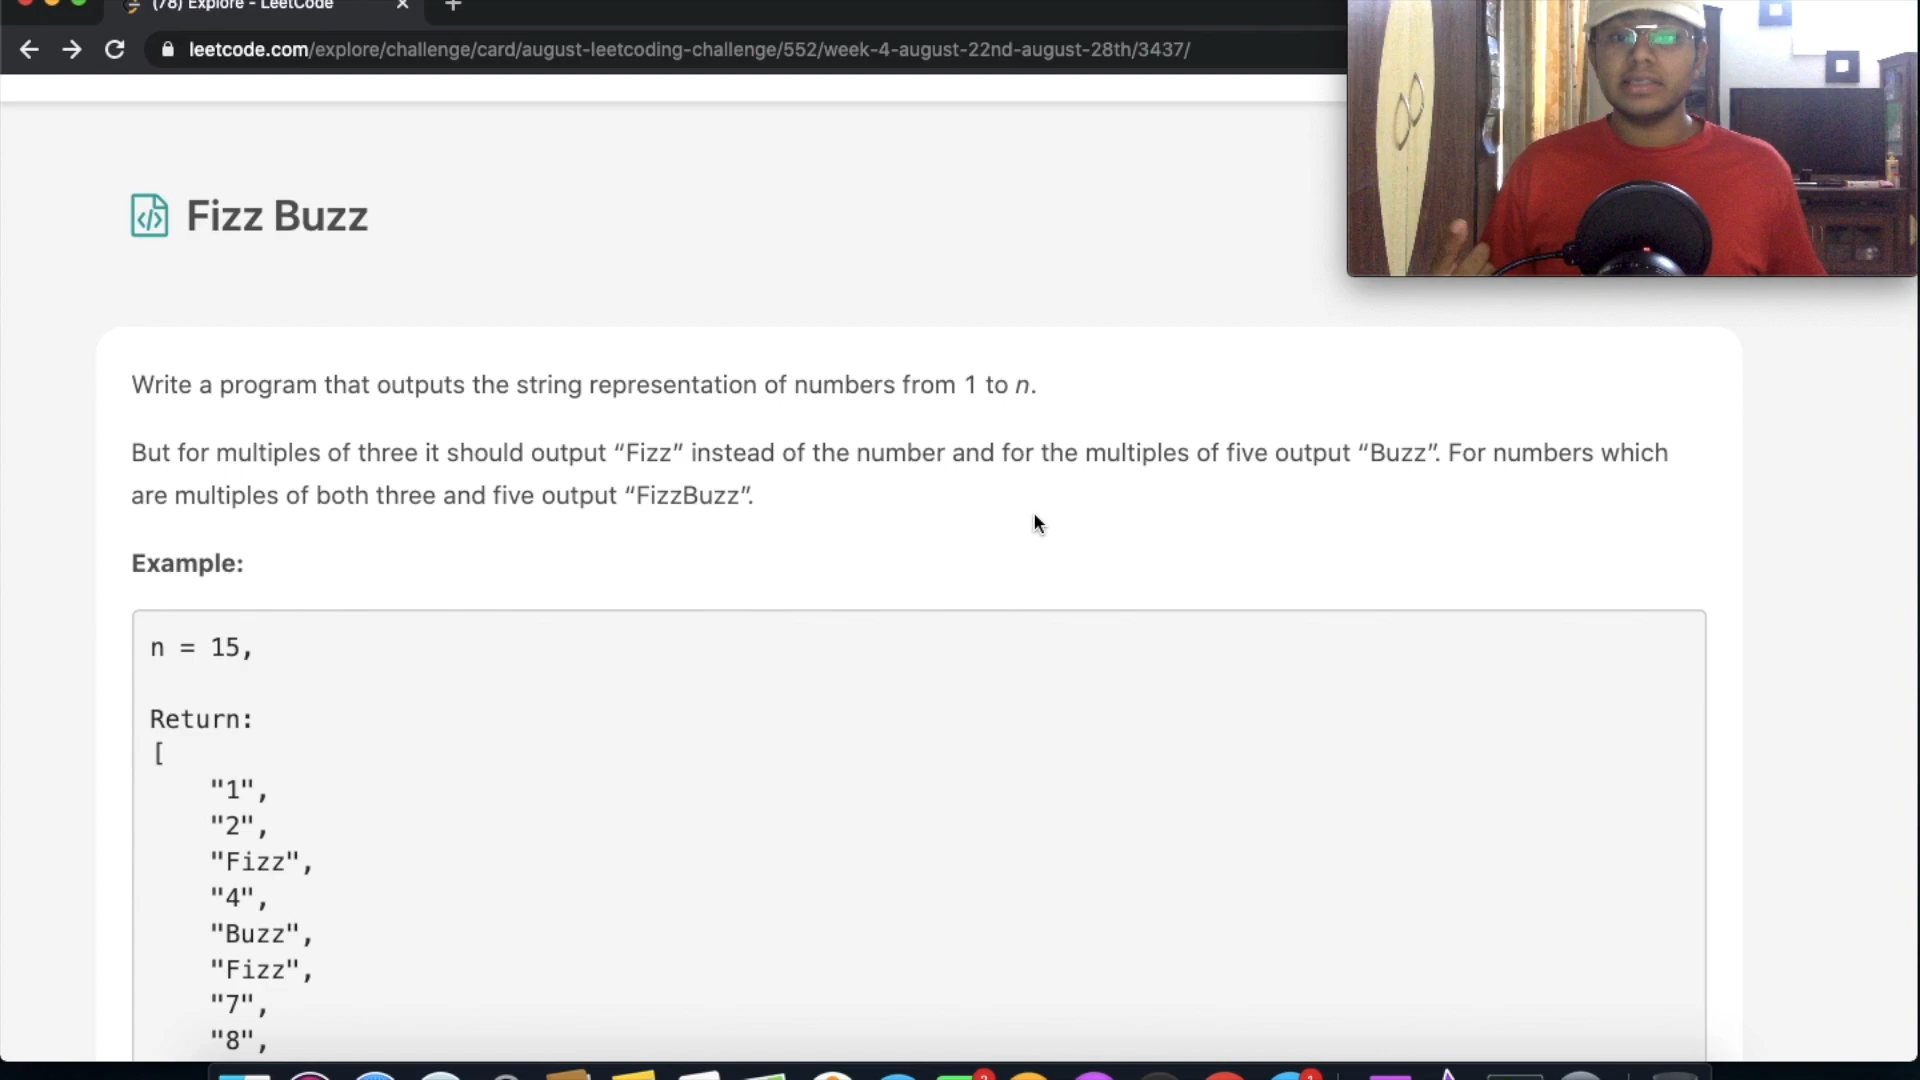 (78) Explore - LeetCode
leetcode.com/explore/challenge/card/august-leetcoding-challenge/552/week-4-august-22nd-august-28th/3437/
Fizz Buzz
Write a program that outputs the string representation of numbers from 1 to n.
But for multiples of three it should output “Fizz” instead of the number and for the multiples of five output “Buzz”. For numbers which
are multiples of both three and five output “FizzBuzz”.
Example:
n = 15,
Return:
[
"1",
"2",
"Fizz",
"4",
"Buzz",
"Fizz",
"7",
"8",